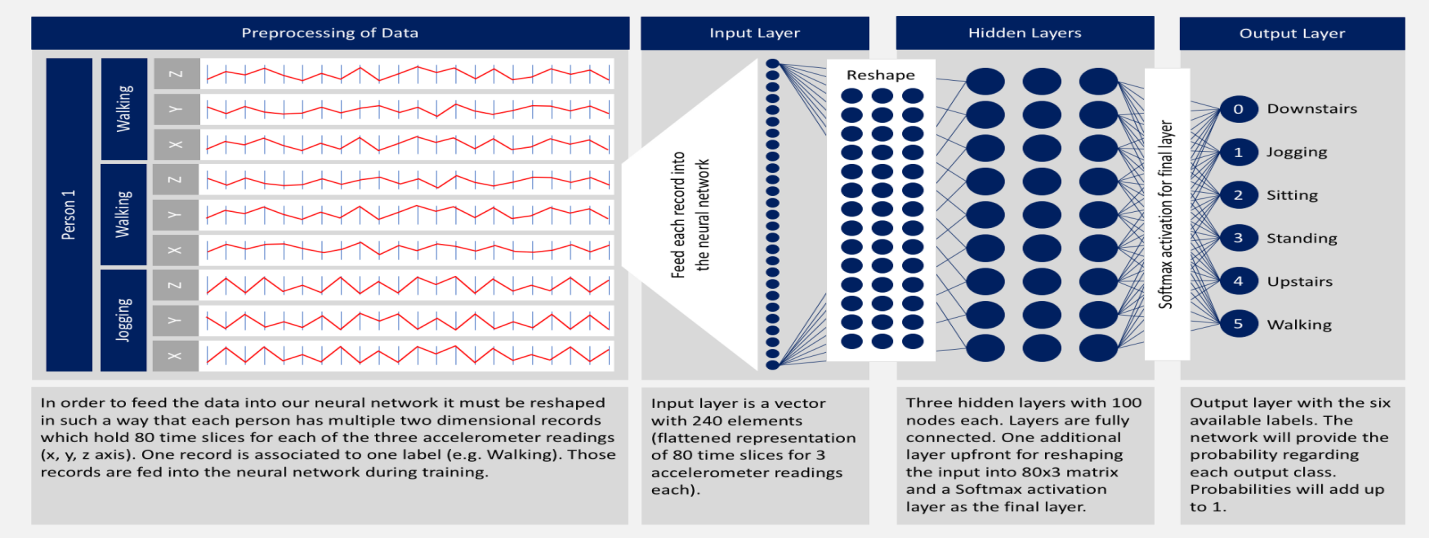 Preprocessing of Data
Input Layer
Hidden Layers
Output Layer
Person 1
Walking
Z
Y
X
Walking
Z
Y
X
Jogging
Z
Y
X
Feed each record into
the neural network
Reshape
Softmax activation for final layer
0 Downstairs
1 Jogging
2 Sitting
3 Standing
4 Upstairs
5 Walking
In order to feed the data into our neural network it must be reshaped
in such a way that each person has multiple two dimensional records
which hold 80 time slices for each of the three accelerometer readings
(x, y, z axis). One record is associated to one label (e.g. Walking). Those
records are fed into the neural network during training.
Input layer is a vector
with 240 elements
(flattened representation
of 80 time slices for 3
accelerometer readings
each).
Three hidden layers with 100
nodes each. Layers are fully
connected. One additional
layer upfront for reshaping
the input into 80x3 matrix
and a Softmax activation
layer as the final layer.
Output layer with the six
available labels. The
network will provide the
probability regarding
each output class.
Probabilities will add up
to 1.